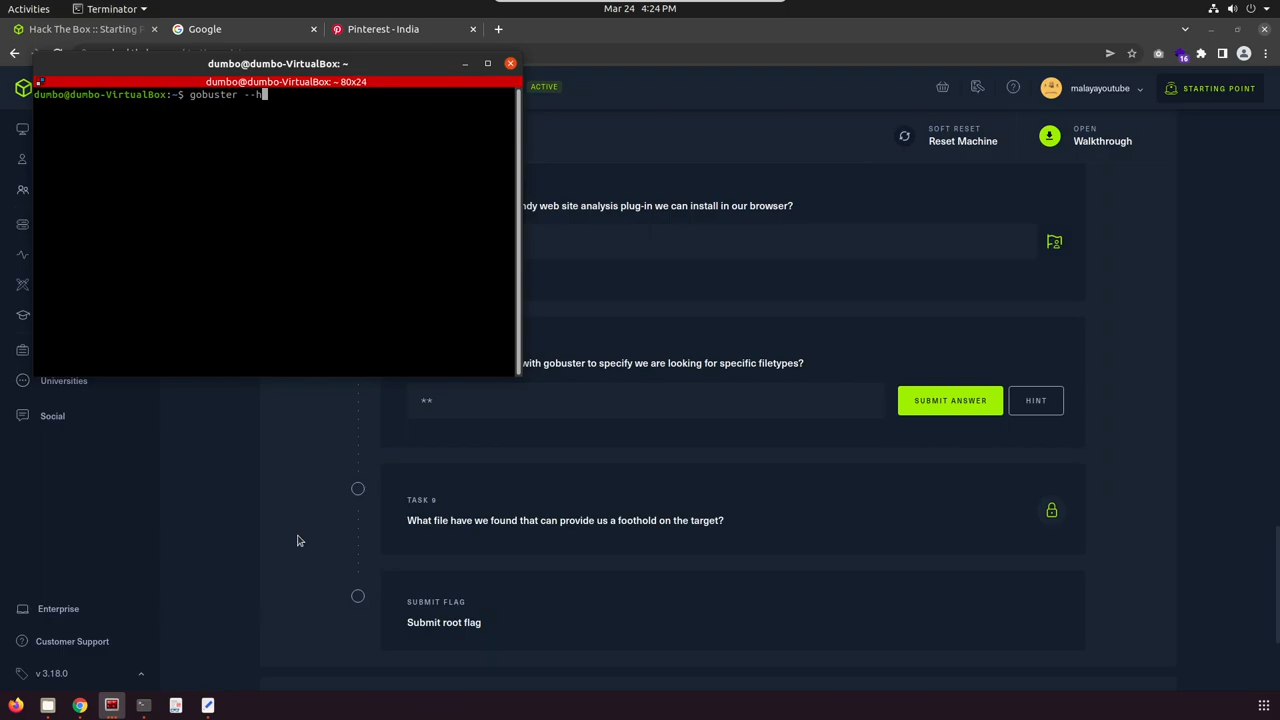 Activities
Terminator
Mar 24 4:24 PM
Hack The Box :: Starting P
Google
Pinterest - India
16
dumbo@dumbo-VirtualBox: ~
dumbo@dumbo-VirtualBox: ~ 80x24
dumbo@dumbo-VirtualBox:~$ gobuster --h
ACTIVE
malayayoutube
STARTING POINT
SOFT RESET
Reset Machine
OPEN
Walkthrough
ndy web site analysis plug-in we can install in our browser?
with gobuster to specify we are looking for specific filetypes?
**
SUBMIT ANSWER
HINT
Universities
Social
TASK 9
What file have we found that can provide us a foothold on the target?
SUBMIT FLAG
Submit root flag
Enterprise
Customer Support
v 3.18.0